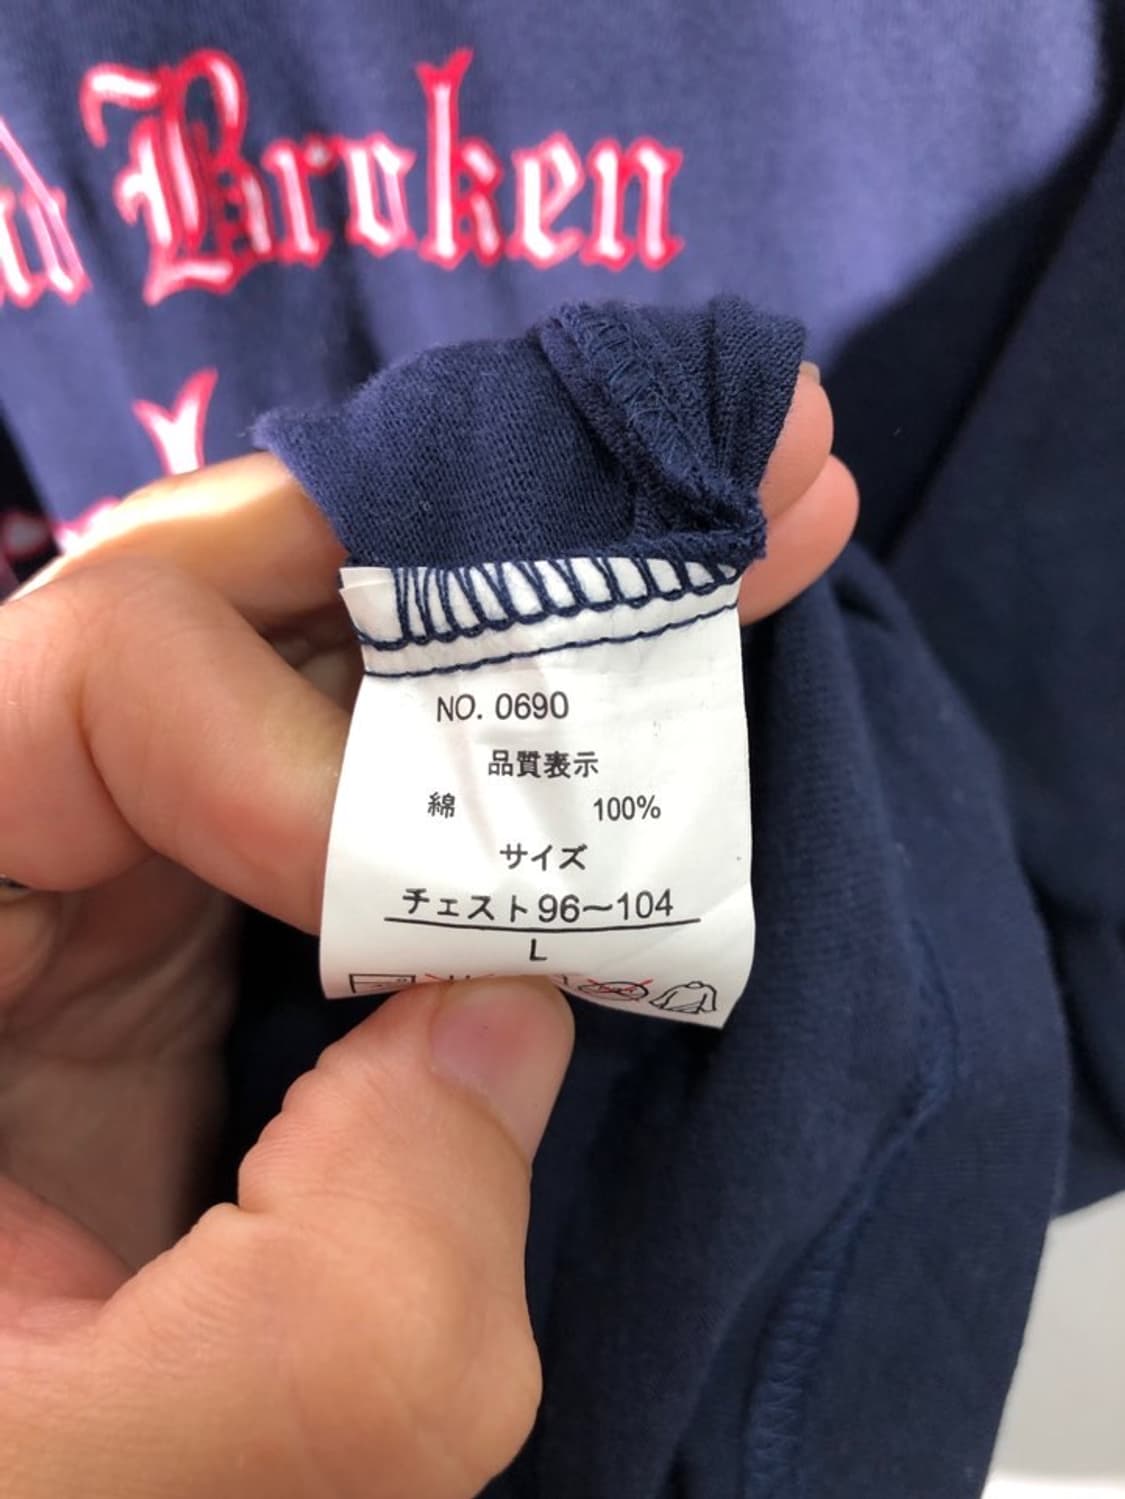 Broken
NO. 0690
品質表示
綿 100%
サイズ
チェスト96～104
L